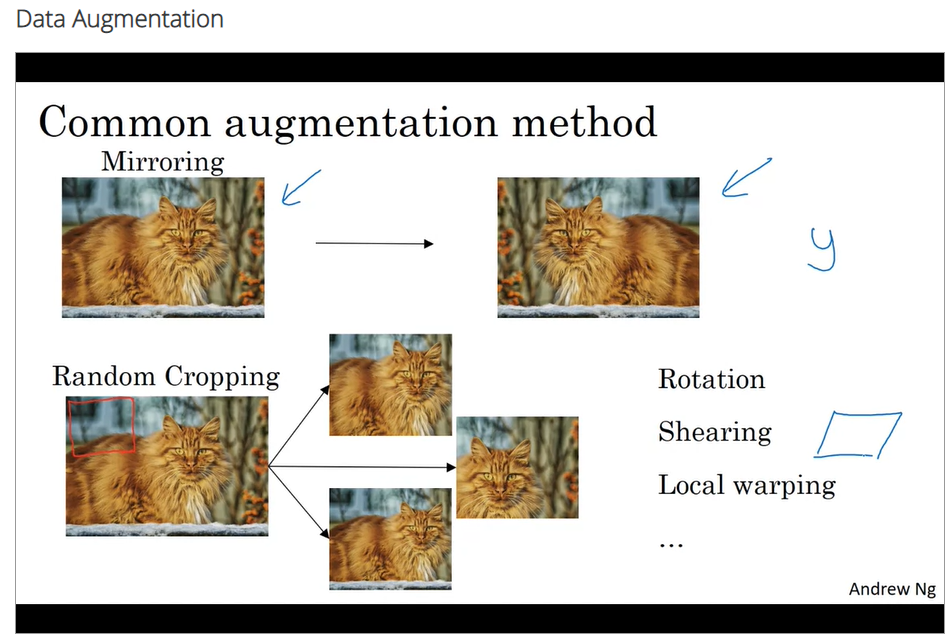 Data Augmentation
Common augmentation method
Mirroring
y
Random Cropping
Rotation
Shearing
Local warping
...
Andrew Ng